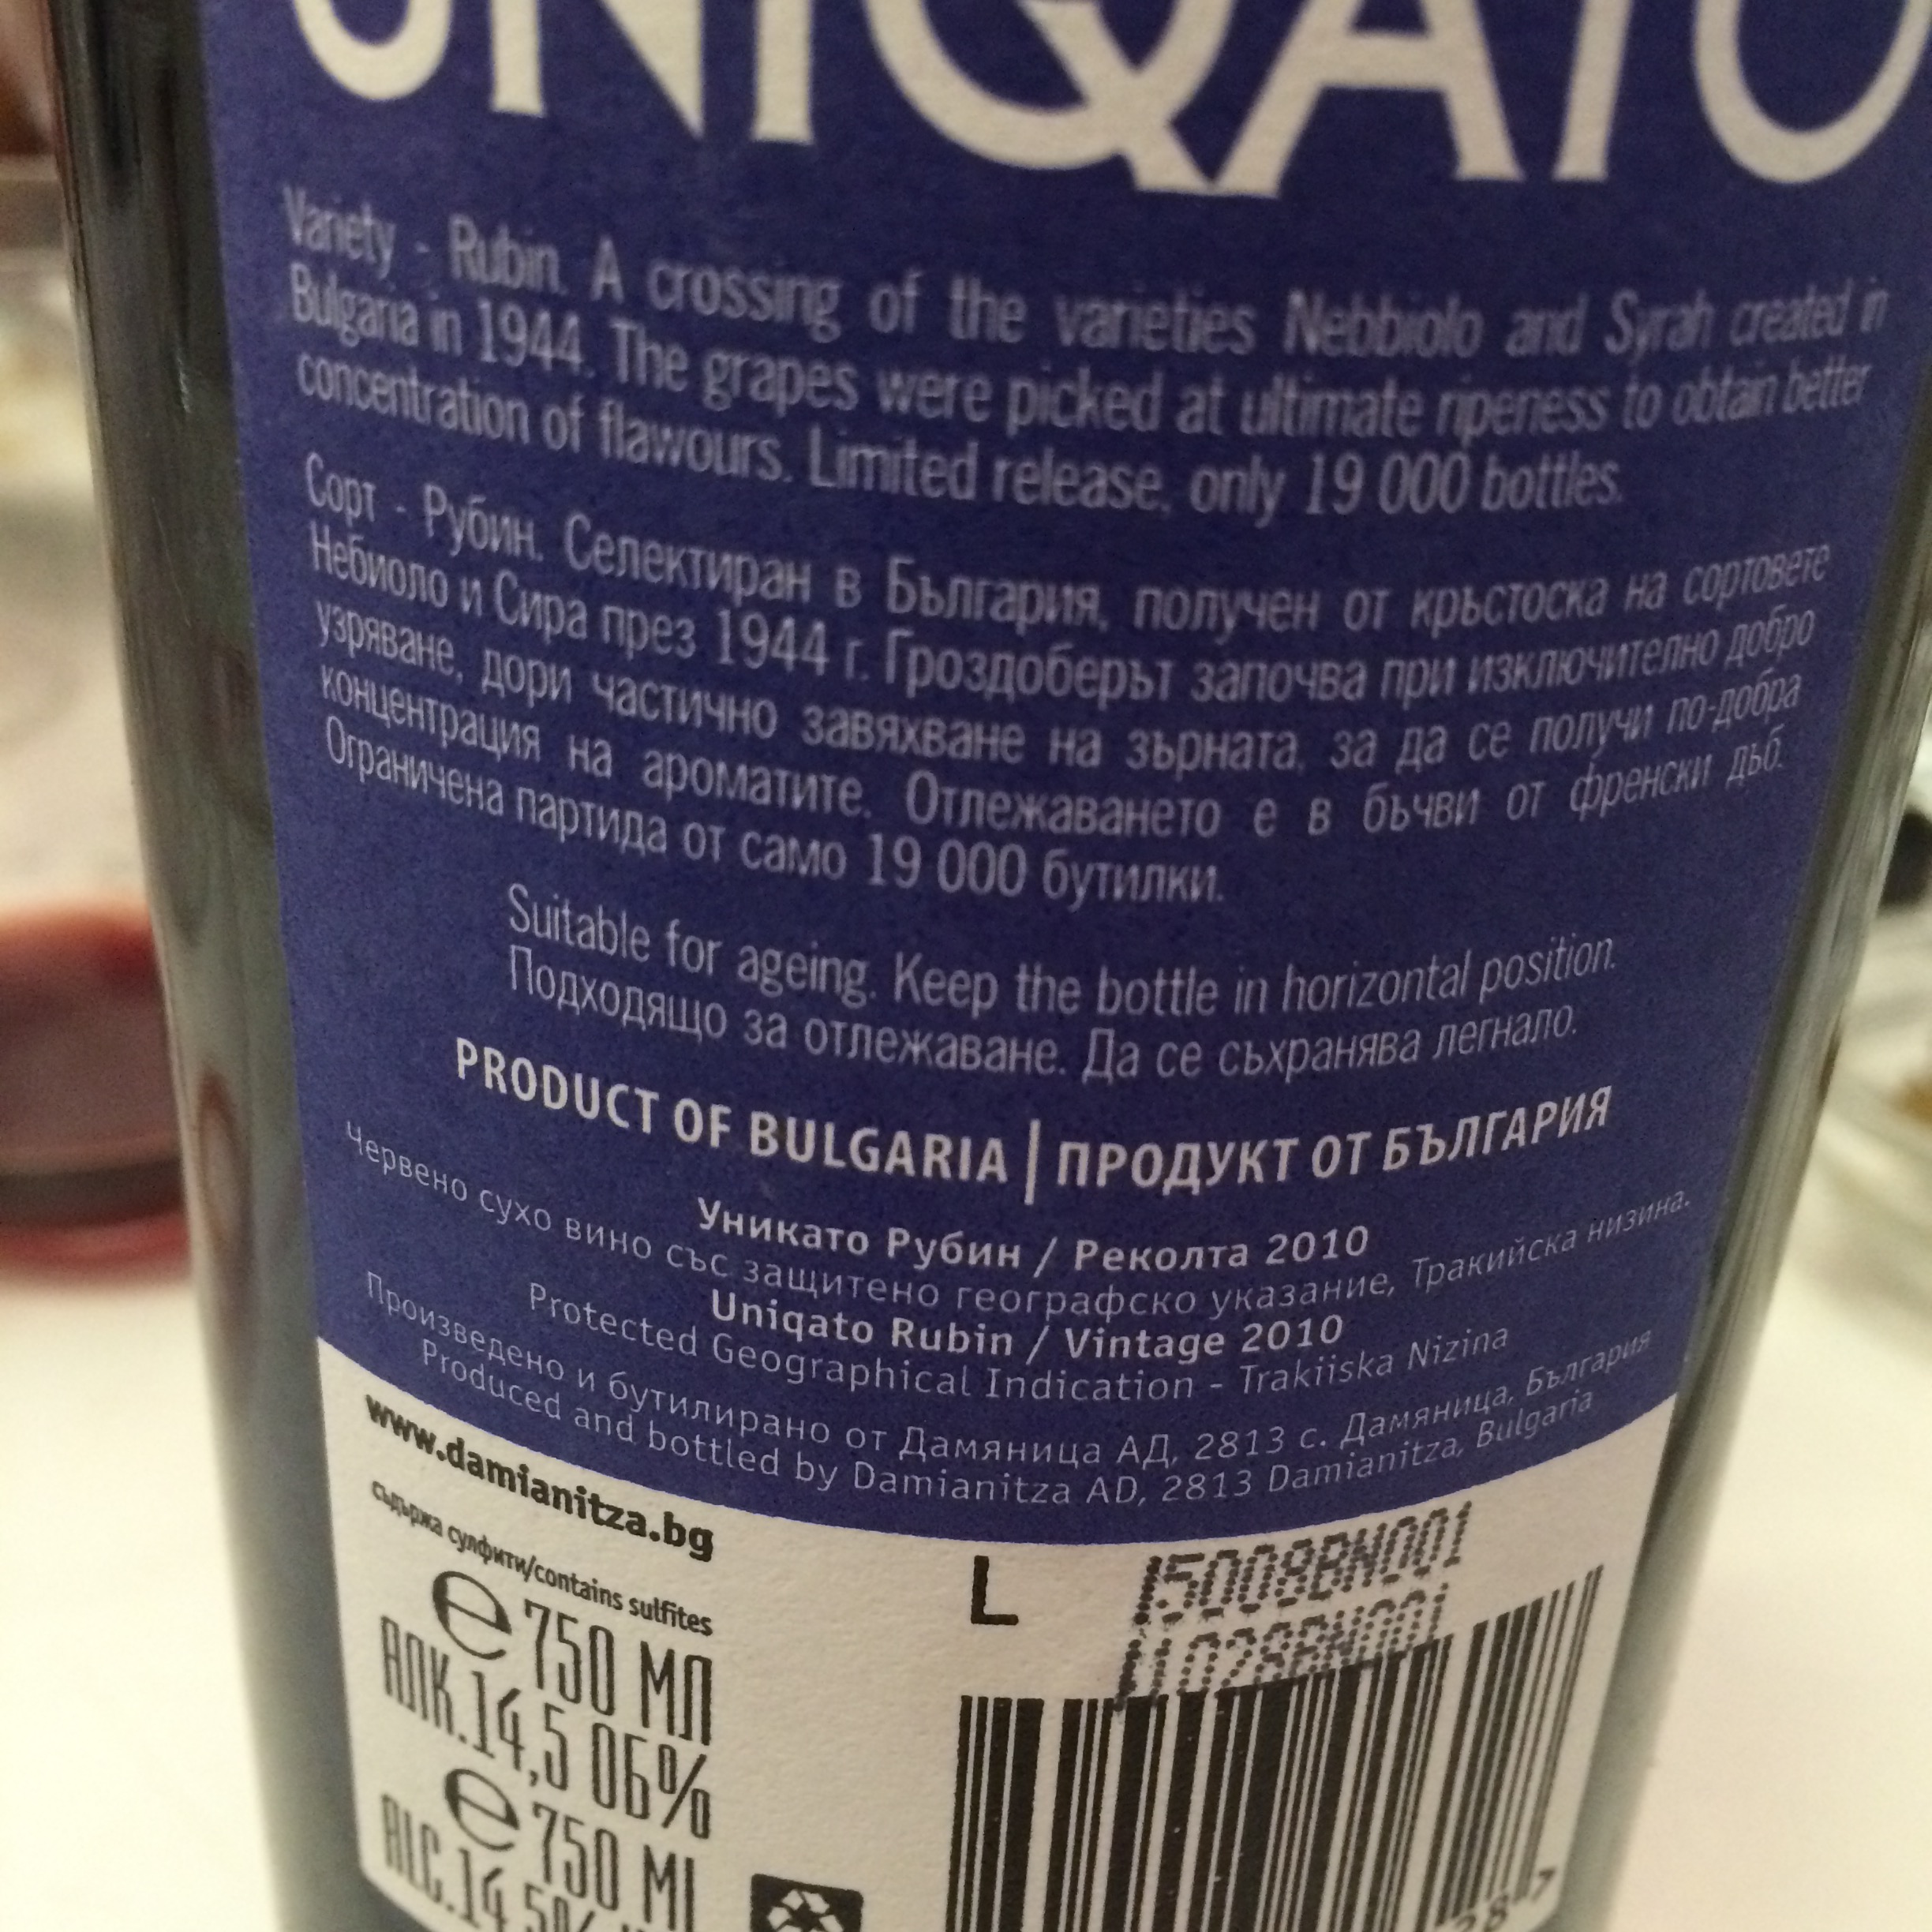 UNIQATO
Variety - Rubin. A crossing of the varieties Nebbiolo and Syrah created in
Bulgaria in 1944. The grapes were picked at ultimate ripeness to obtain better
concentration of flawours. Limited release, only 19 000 bottles.
Сорт - Рубин. Селектиран в България, получен от кръстоска на сортовете
Небиоло и Сира през 1944 г. Гроздоберът започва при изключително добро
узряване, дори частично завяхване на зърната, за да се получи по-добра
концентрация на ароматите. Отлежаването е в бъчви от френски дъб.
Ограничена партида от само 19 000 бутилки.
Suitable for ageing. Keep the bottle in horizontal position.
Подходящо за отлежаване. Да се съхранява легнало.
PRODUCT OF BULGARIA | ПРОДУКТ ОТ БЪЛГАРИЯ
Уникато Рубин / Реколта 2010
Червено сухо вино със защитено географско указание, Тракийска низина.
Uniqato Rubin / Vintage 2010
Protected Geographical Indication - Trakiiska Nizina
Произведено и бутилирано от Дамяница АД, 2813 с. Дамяница, България
Produced and bottled by Damianitza AD, 2813 Damianitza, Bulgaria
www.damianitza.bg
съдържа сулфити/contains sulfites
e 750 МЛ
АЛК.14,5 ОБ%
e 750 Ml
Alc.14,5%
L 15008BN001
11028BN001